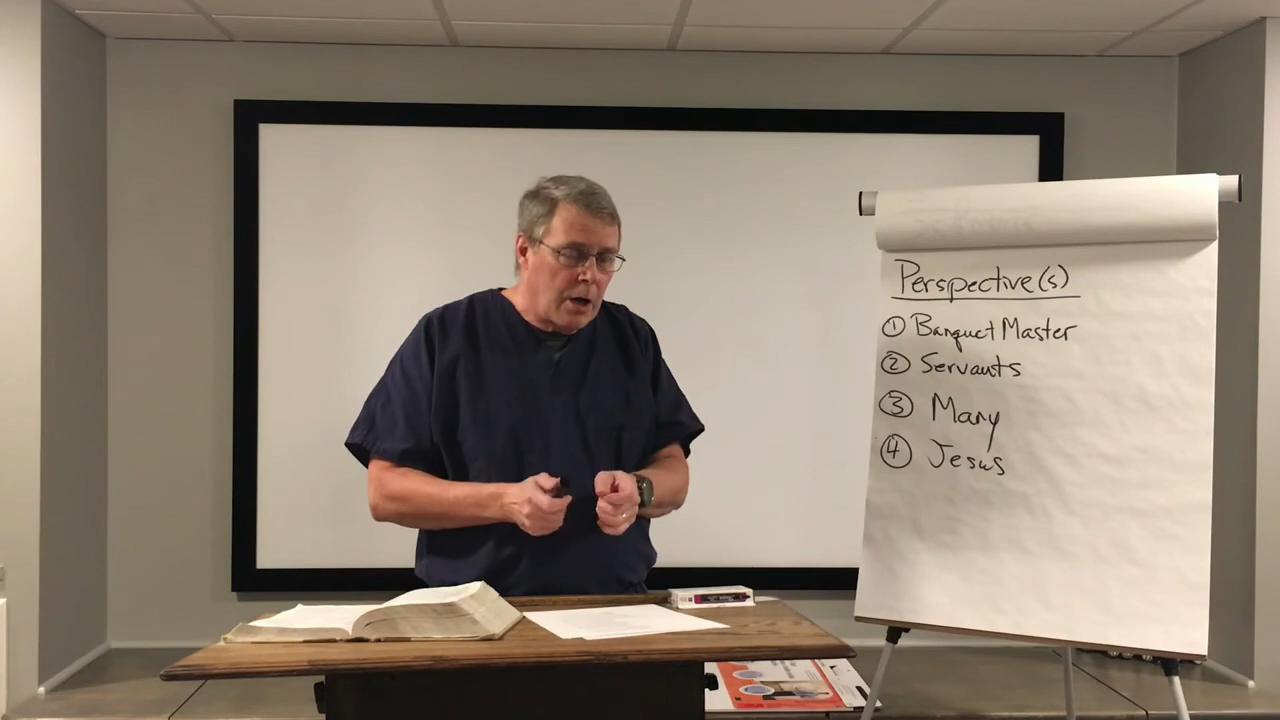 Perspective(s)
① Banquet Master
② Servants
③ Mary
④ Jesus